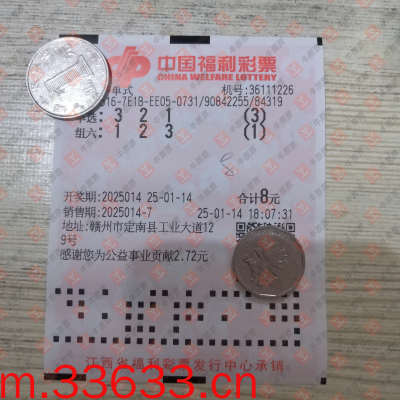 中国福利彩票
CHINA WELFARE LOTTERY
单式 机号:36111226
16-7E18-EE05-0731/90842255/84319
单选: 3 2 1 (3)
组六: 1 2 3 (1)
开奖期:2025014 25-01-14 合计8元
销售期:2025014-7 25-01-14 18:07:31
地址:赣州市定南县工业大道12
9号
感谢您为公益事业贡献2.72元
江西省福利彩票发行中心承销
m.33633.cn